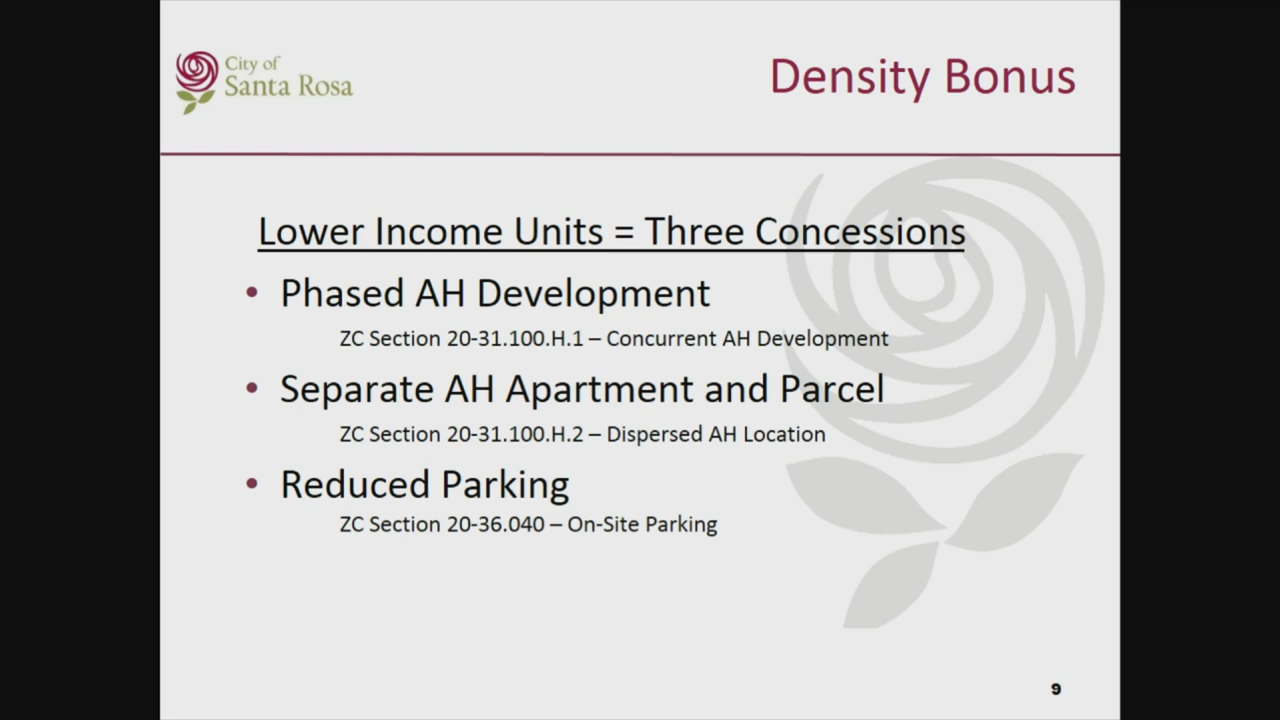 City of
Santa Rosa
Density Bonus
Lower Income Units = Three Concessions
• Phased AH Development
ZC Section 20-31.100.H.1 – Concurrent AH Development
• Separate AH Apartment and Parcel
ZC Section 20-31.100.H.2 – Dispersed AH Location
• Reduced Parking
ZC Section 20-36.040 – On-Site Parking
9